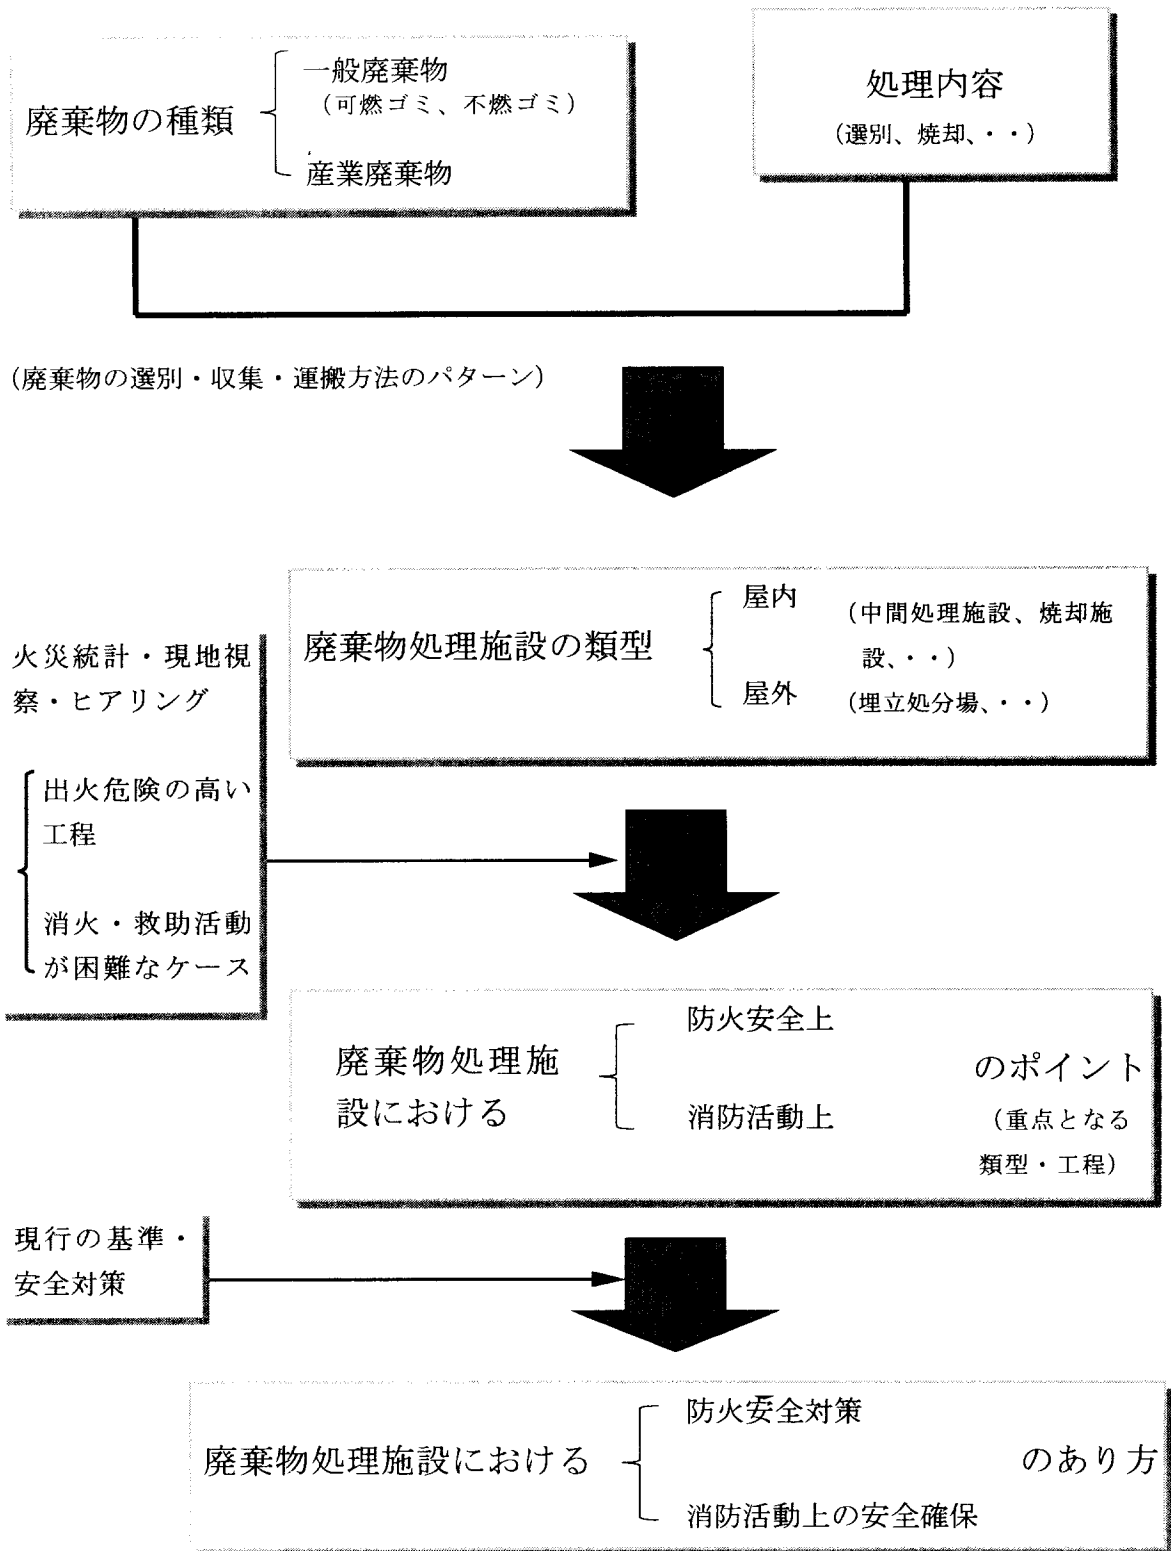 廃棄物の種類
一般廃棄物
（可燃ゴミ、不燃ゴミ）
産業廃棄物
処理内容
（選別、焼却、・・）
（廃棄物の選別・収集・運搬方法のパターン）
廃棄物処理施設の類型
屋内
（中間処理施設、焼却施
設、・・）
屋外
（埋立処分場、・・）
火災統計・現地視
察・ヒアリング
出火危険の高い
工程
消火・救助活動
が困難なケース
廃棄物処理施
設における
防火安全上
消防活動上
のポイント
（重点となる
類型・工程）
現行の基準・
安全対策
廃棄物処理施設における
防火安全対策
消防活動上の安全確保
のあり方